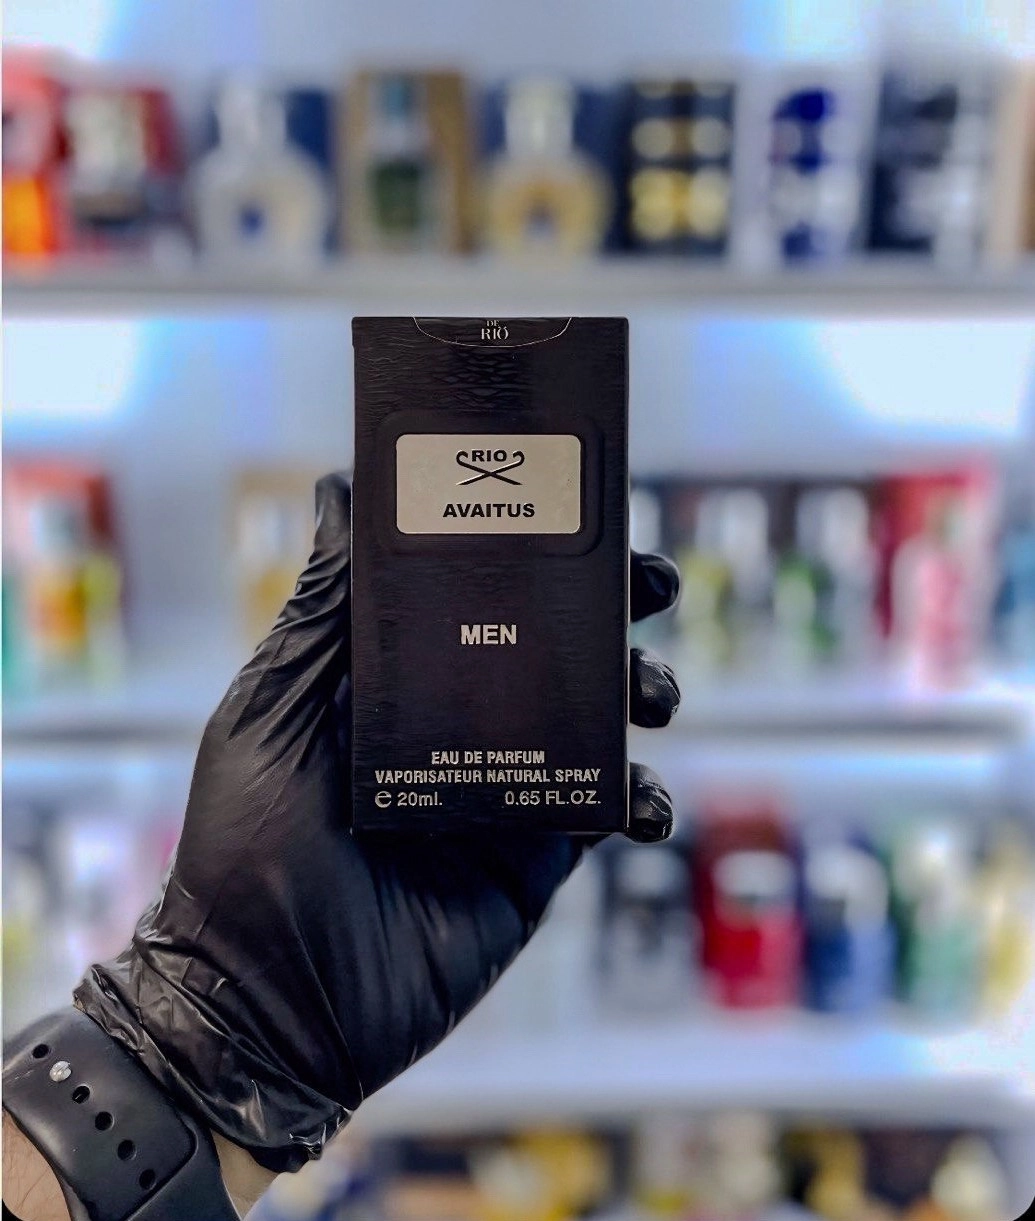 DE
RIO
RIO
AVAITUS
MEN
EAU DE PARFUM
VAPORISATEUR NATURAL SPRAY
℮ 20ml. 0.65 FL.OZ.